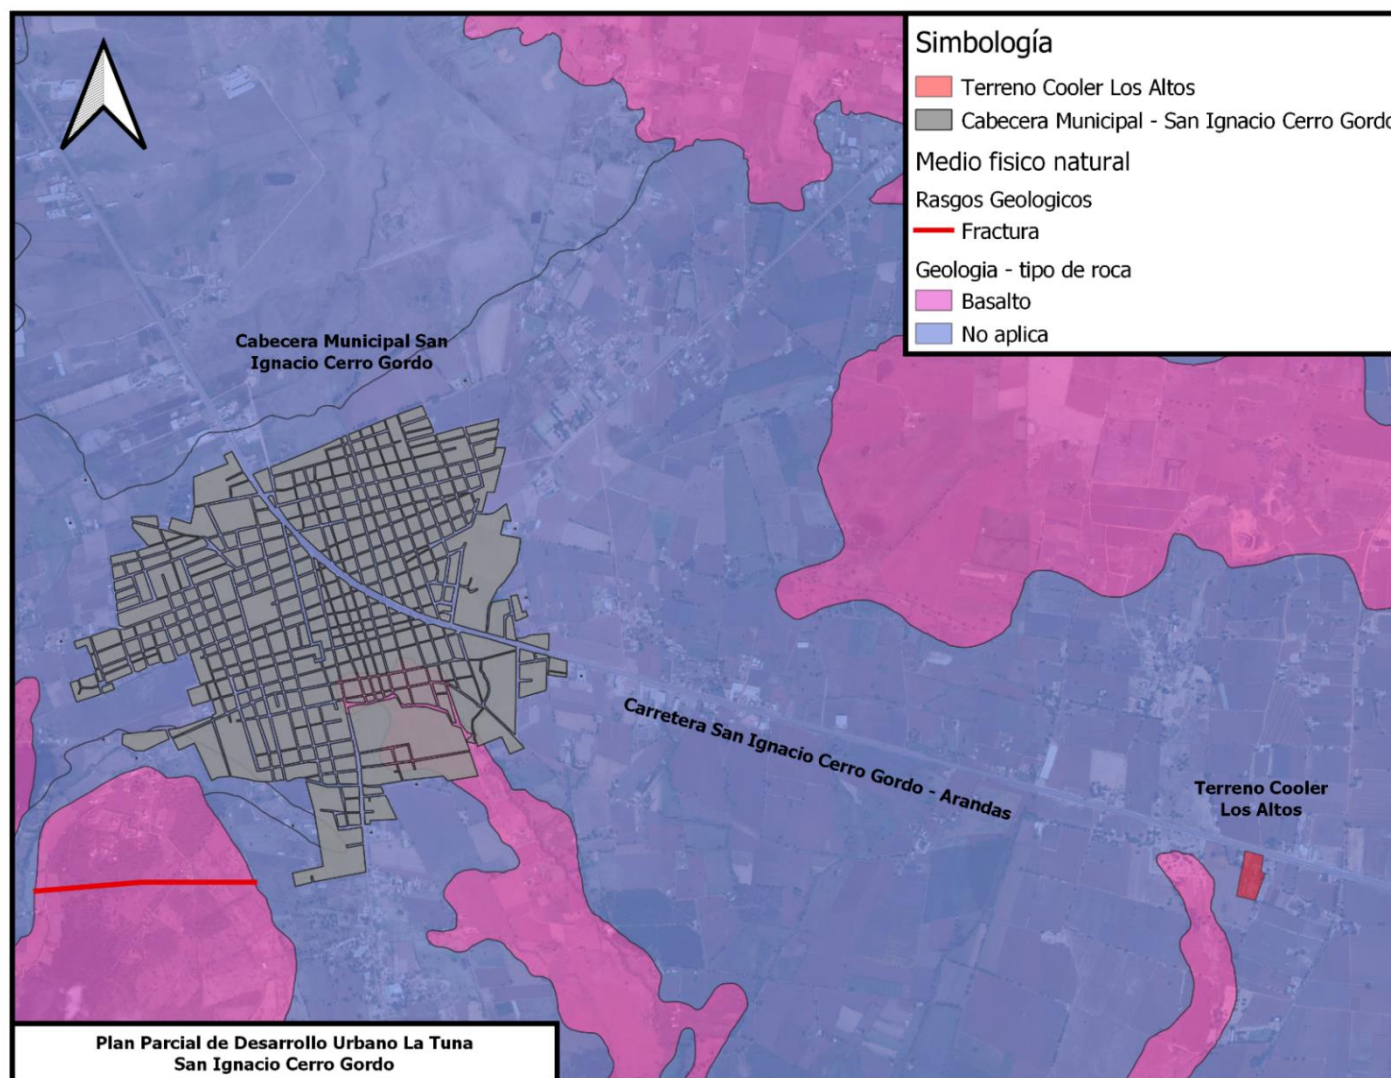 Simbología
Terreno Cooler Los Altos
Cabecera Municipal - San Ignacio Cerro Gordo
Medio fisico natural
Rasgos Geologicos
Fractura
Geologia - tipo de roca
Basalto
No aplica
Cabecera Municipal San
Ignacio Cerro Gordo
Carretera San Ignacio Cerro Gordo - Arandas
Terreno Cooler
Los Altos
Plan Parcial de Desarrollo Urbano La Tuna
San Ignacio Cerro Gordo